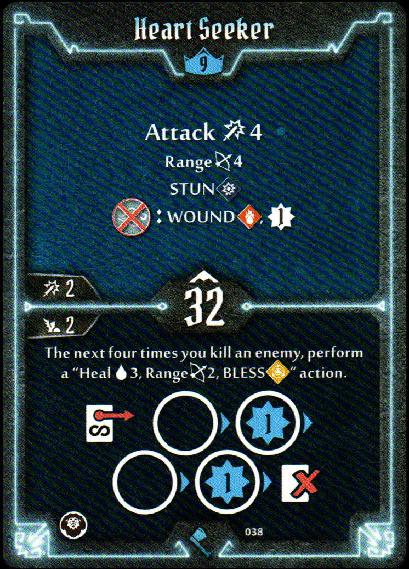 Heart Seeker
9
Attack 4
Range 4
STUN
: WOUND , 1
2
32
2
The next four times you kill an enemy, perform
a "Heal 3, Range 2, BLESS " action.
S
1
1
038